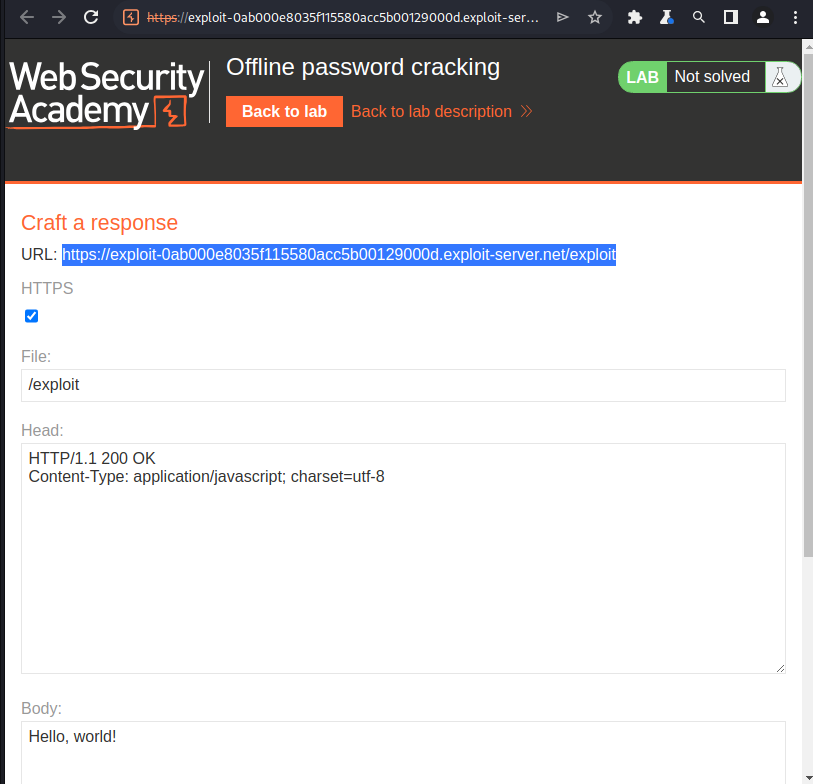 https://exploit-0ab000e8035f115580acc5b00129000d.exploit-ser...
Web Security
Academy
Offline password cracking
LAB Not solved
Back to lab Back to lab description
Craft a response
URL: https://exploit-0ab000e8035f115580acc5b00129000d.exploit-server.net/exploit
HTTPS
File:
/exploit
Head:
HTTP/1.1 200 OK
Content-Type: application/javascript; charset=utf-8
Body:
Hello, world!